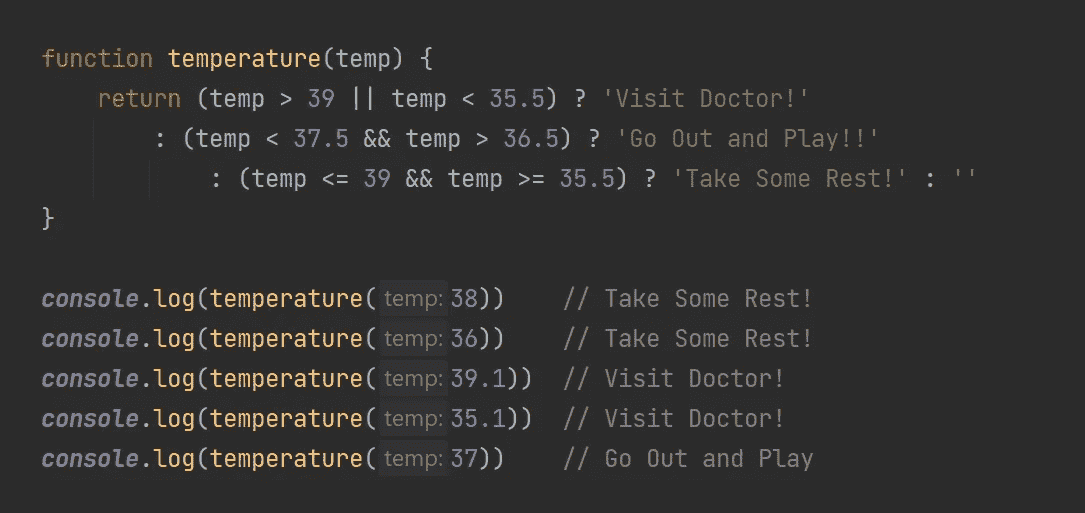 function temperature(temp) {
    return (temp > 39 || temp < 35.5) ? 'Visit Doctor!'
        : (temp < 37.5 && temp > 36.5) ? 'Go Out and Play!!'
            : (temp <= 39 && temp >= 35.5) ? 'Take Some Rest!' : ''
}
console.log(temperature( temp: 38))    // Take Some Rest!
console.log(temperature( temp: 36))    // Take Some Rest!
console.log(temperature( temp: 39.1))  // Visit Doctor!
console.log(temperature( temp: 35.1))  // Visit Doctor!
console.log(temperature( temp: 37))    // Go Out and Play